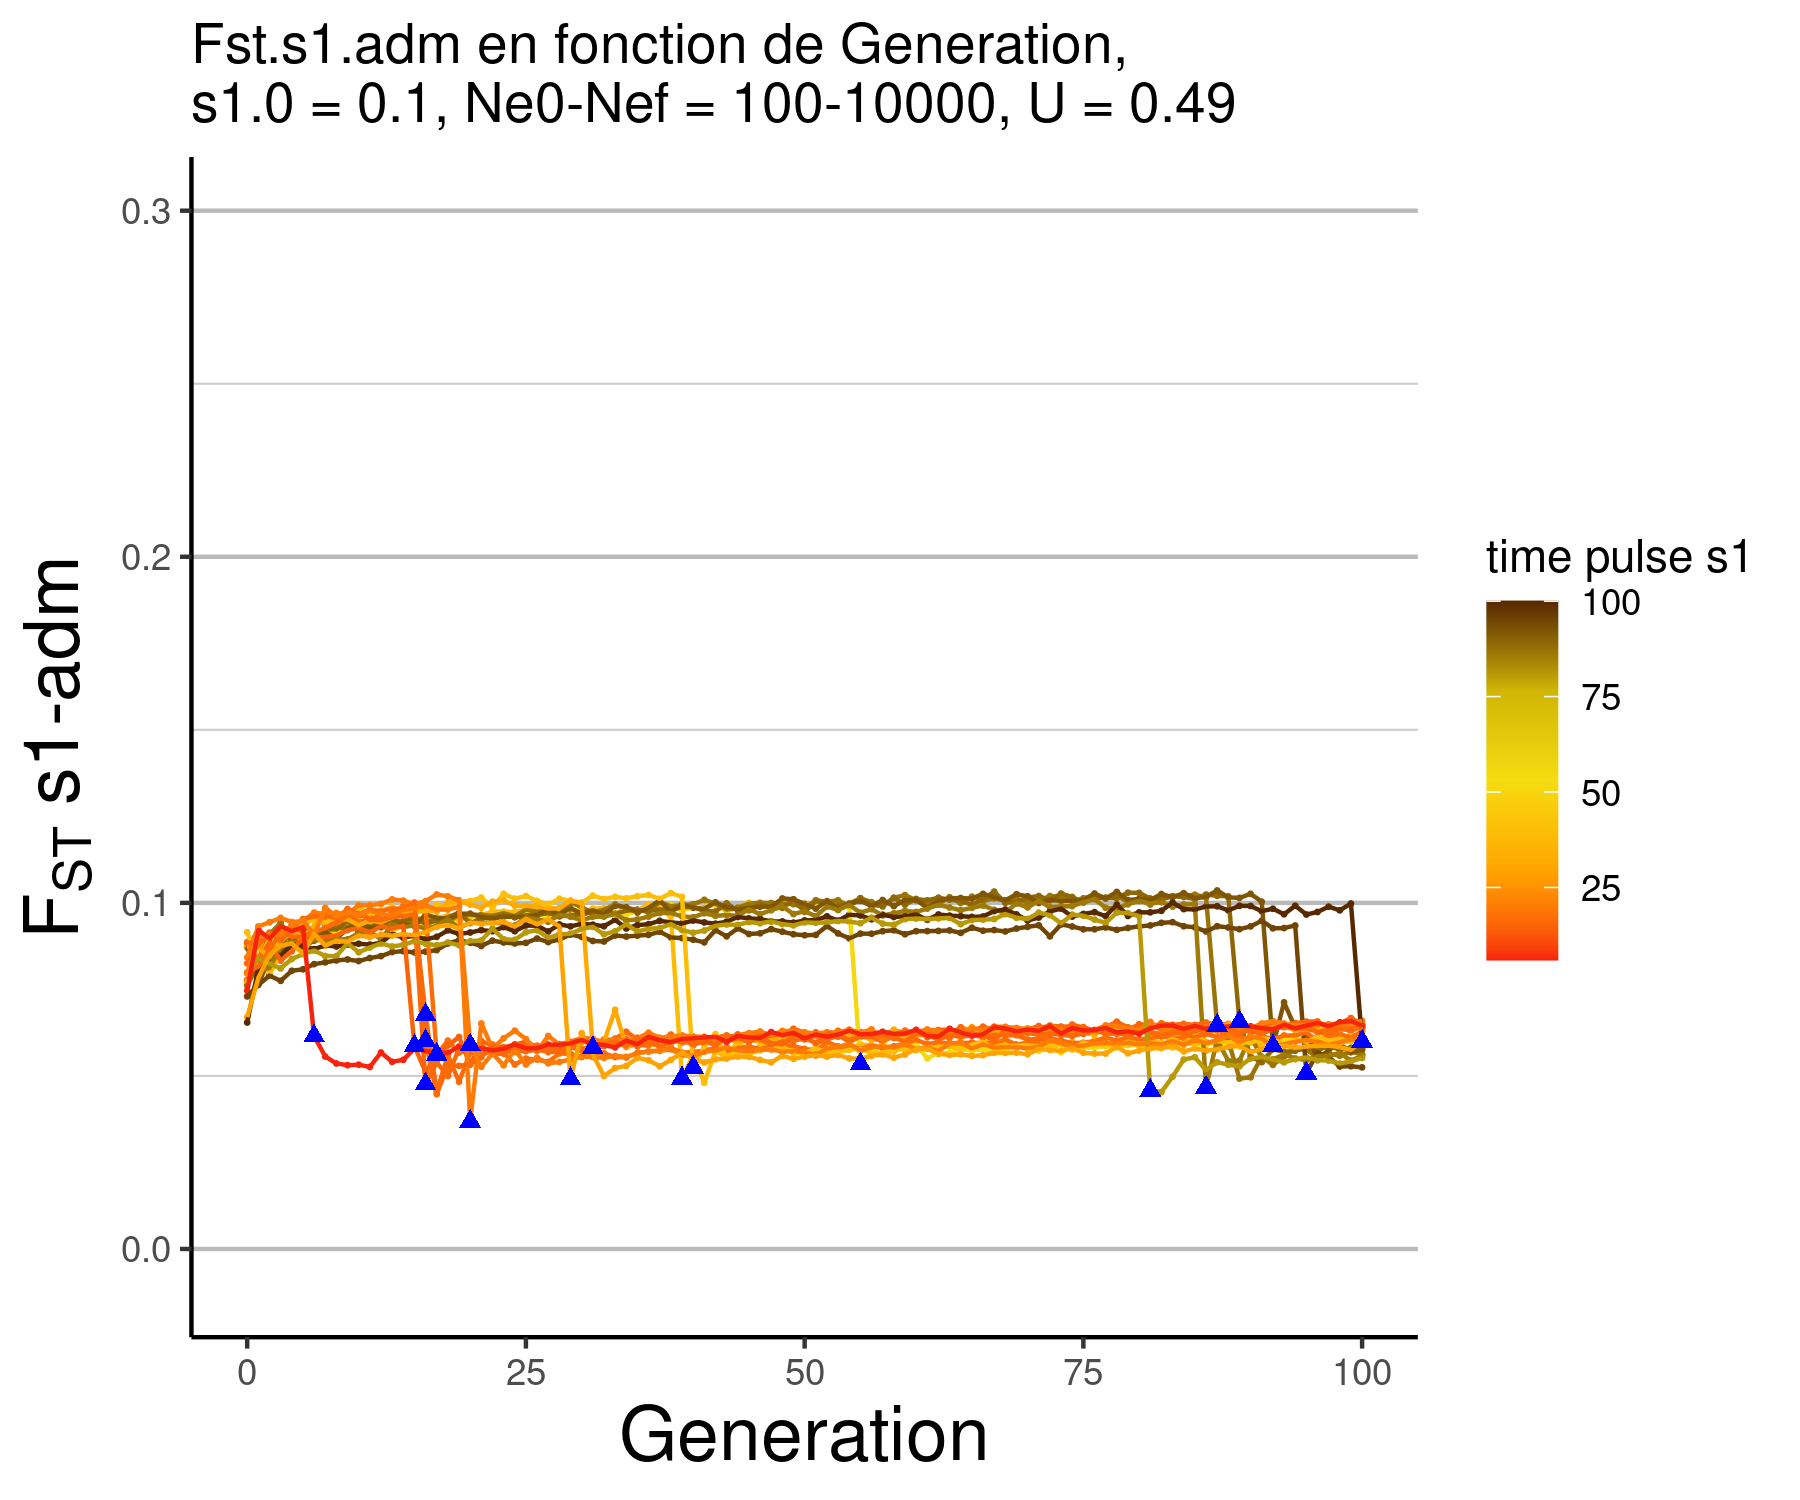 Fst.s1.adm en fonction de Generation,
s1.0 = 0.1, Ne0-Nef = 100-10000, U = 0.49
0.3
0.2
0.1
0.0
FST s1-adm
0 25 50 75 100
Generation
time pulse s1
100
75
50
25